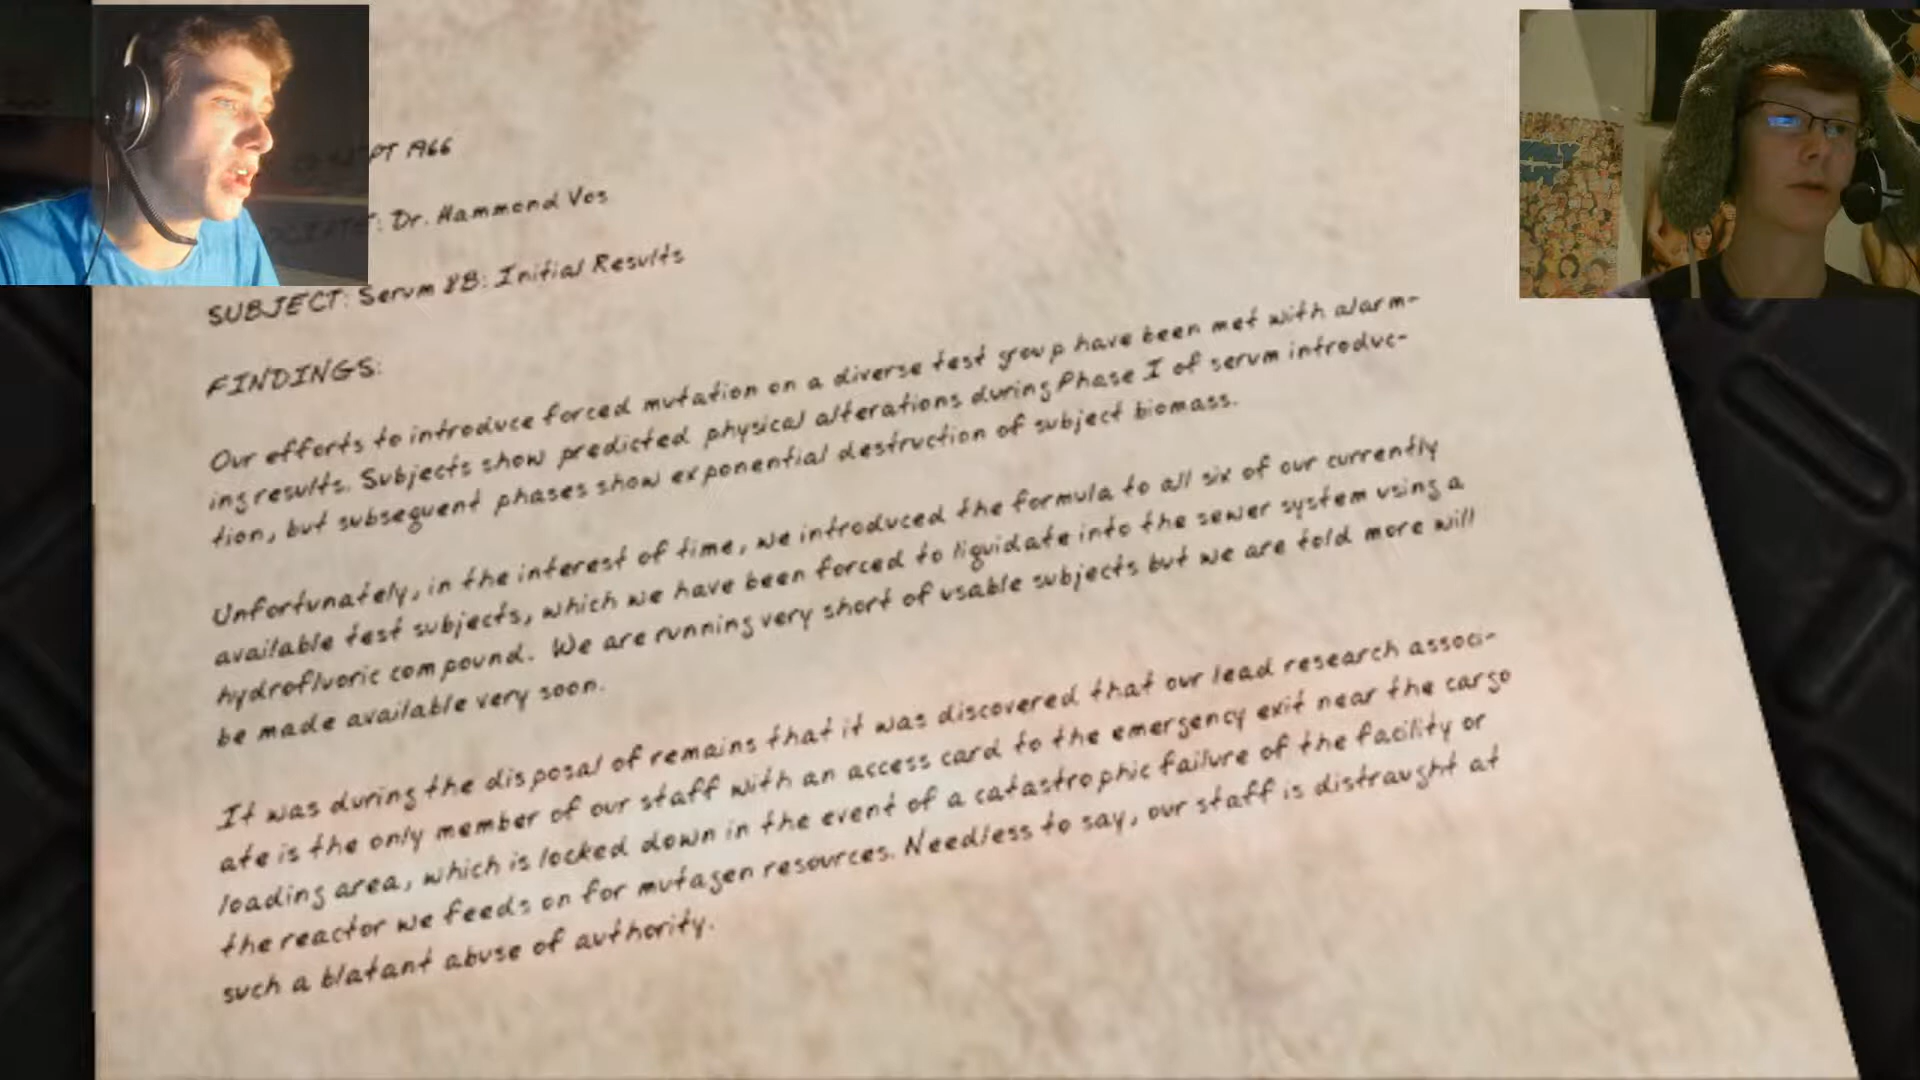 PT 1966
: Dr. Hammond Vos
SUBJECT: Serum 8B: Initial Results
FINDINGS:
Our efforts to introduce forced mutation on a diverse test group have been met with alarm-
ing results. Subjects show predicted physical alterations during Phase I of serum introduc-
tion, but subsequent phases show exponential destruction of subject biomass.
Unfortunately, in the interest of time, we introduced the formula to all six of our currently
available test subjects, which we have been forced to liquidate into the sewer system using a
hydrofluoric compound. We are running very short of usable subjects but we are told more will
be made available very soon.
It was during the disposal of remains that it was discovered that our lead research associ-
ate is the only member of our staff with an access card to the emergency exit near the cargo
loading area, which is locked down in the event of a catastrophic failure of the facility or
the reactor we feeds on for mutagen resources. Needless to say, our staff is distraught at
such a blatant abuse of authority.